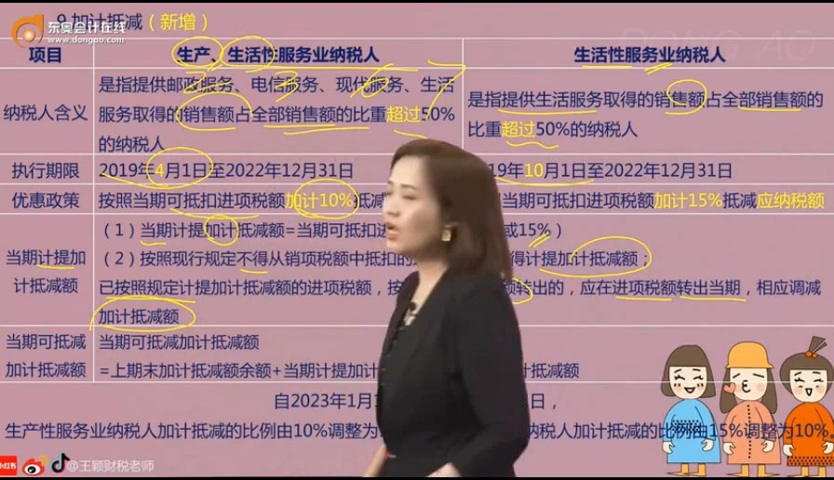 东奥会计在线
www.dongao.com
9.加计抵减（新增）
DONG AO
项目
生产、生活性服务业纳税人
生活性服务业纳税人
纳税人含义
是指提供邮政服务、电信服务、现代服务、生活
服务取得的销售额占全部销售额的比重超过50%
的纳税人
是指提供生活服务取得的销售额占全部销售额的
比重超过50%的纳税人
执行期限
2019年4月1日至2022年12月31日
19年10月1日至2022年12月31日
优惠政策
按照当期可抵扣进项税额加计10%抵减
当期可抵扣进项税额加计15%抵减应纳税额
当期计提加
计抵减额
（1）当期计提加计抵减额=当期可抵扣进 或15%）
（2）按照现行规定不得从销项税额中抵扣的 得计提加计抵减额；
已按照规定计提加计抵减额的进项税额，按 转出的，应在进项税额转出当期，相应调减
加计抵减额
当期可抵减
加计抵减额
当期可抵减加计抵减额
=上期末加计抵减额余额+当期计提加计 计抵减额
自2023年1月1 日，
生产性服务业纳税人加计抵减的比例由10%调整为 纳税人加计抵减的比例由15%调整为10%.
小红书
@王颖财税老师